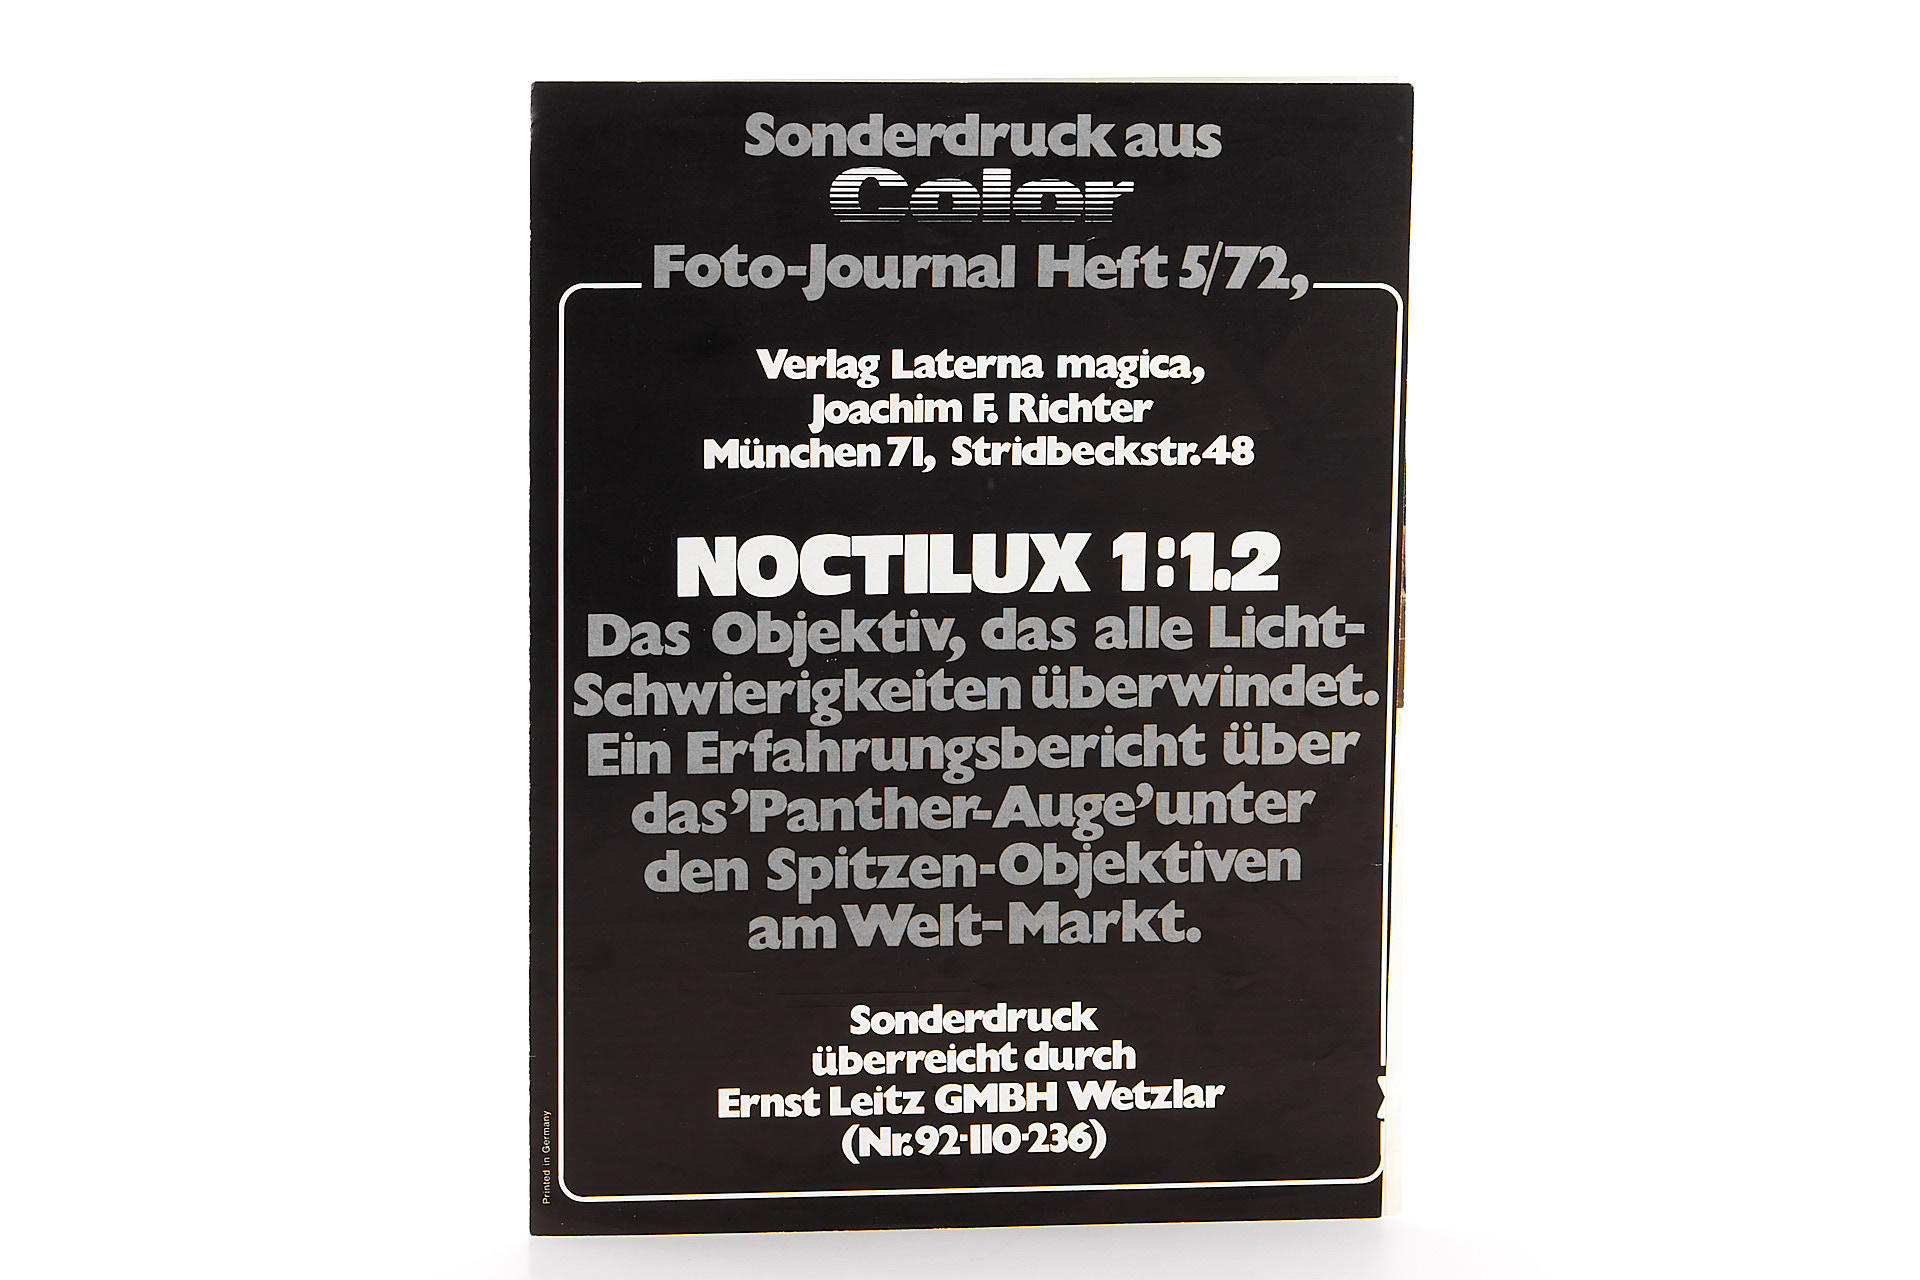 Sonderdruck aus
Color
Foto-Journal Heft 5/72,
Verlag Laterna magica,
Joachim F. Richter
München 71, Stridbeckstr. 48
NOCTILUX 1:1.2
Das Objektiv, das alle Licht-
Schwierigkeiten überwindet.
Ein Erfahrungsbericht über
das ’Panther-Auge’ unter
den Spitzen-Objektiven
am Welt-Markt.
Sonderdruck
überreicht durch
Ernst Leitz GMBH Wetzlar
(Nr. 92-110-236)
Printed in Germany